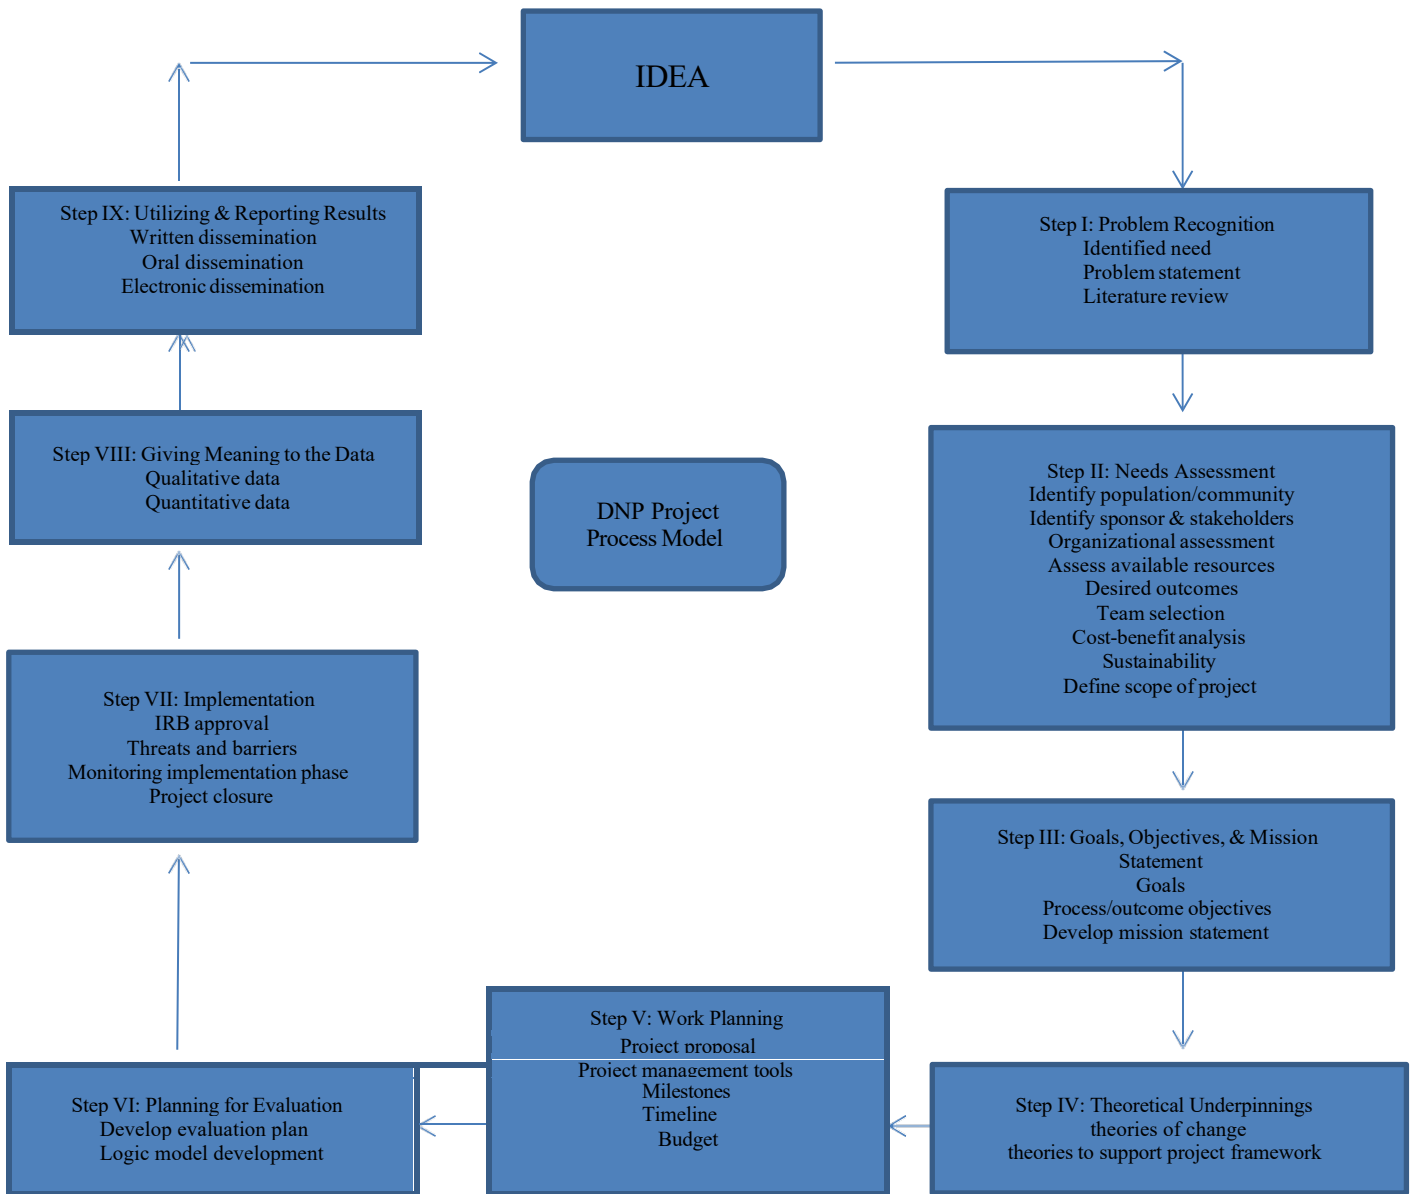 IDEA
Step I: Problem Recognition
Identified need
Problem statement
Literature review
Step II: Needs Assessment
Identify population/community
Identify sponsor & stakeholders
Organizational assessment
Assess available resources
Desired outcomes
Team selection
Cost-benefit analysis
Sustainability
Define scope of project
Step III: Goals, Objectives, & Mission
Statement
Goals
Process/outcome objectives
Develop mission statement
Step IV: Theoretical Underpinnings
theories of change
theories to support project framework
Step V: Work Planning
Project proposal
Project management tools
Milestones
Timeline
Budget
Step VI: Planning for Evaluation
Develop evaluation plan
Logic model development
Step VII: Implementation
IRB approval
Threats and barriers
Monitoring implementation phase
Project closure
Step VIII: Giving Meaning to the Data
Qualitative data
Quantitative data
Step IX: Utilizing & Reporting Results
Written dissemination
Oral dissemination
Electronic dissemination
DNP Project
Process Model